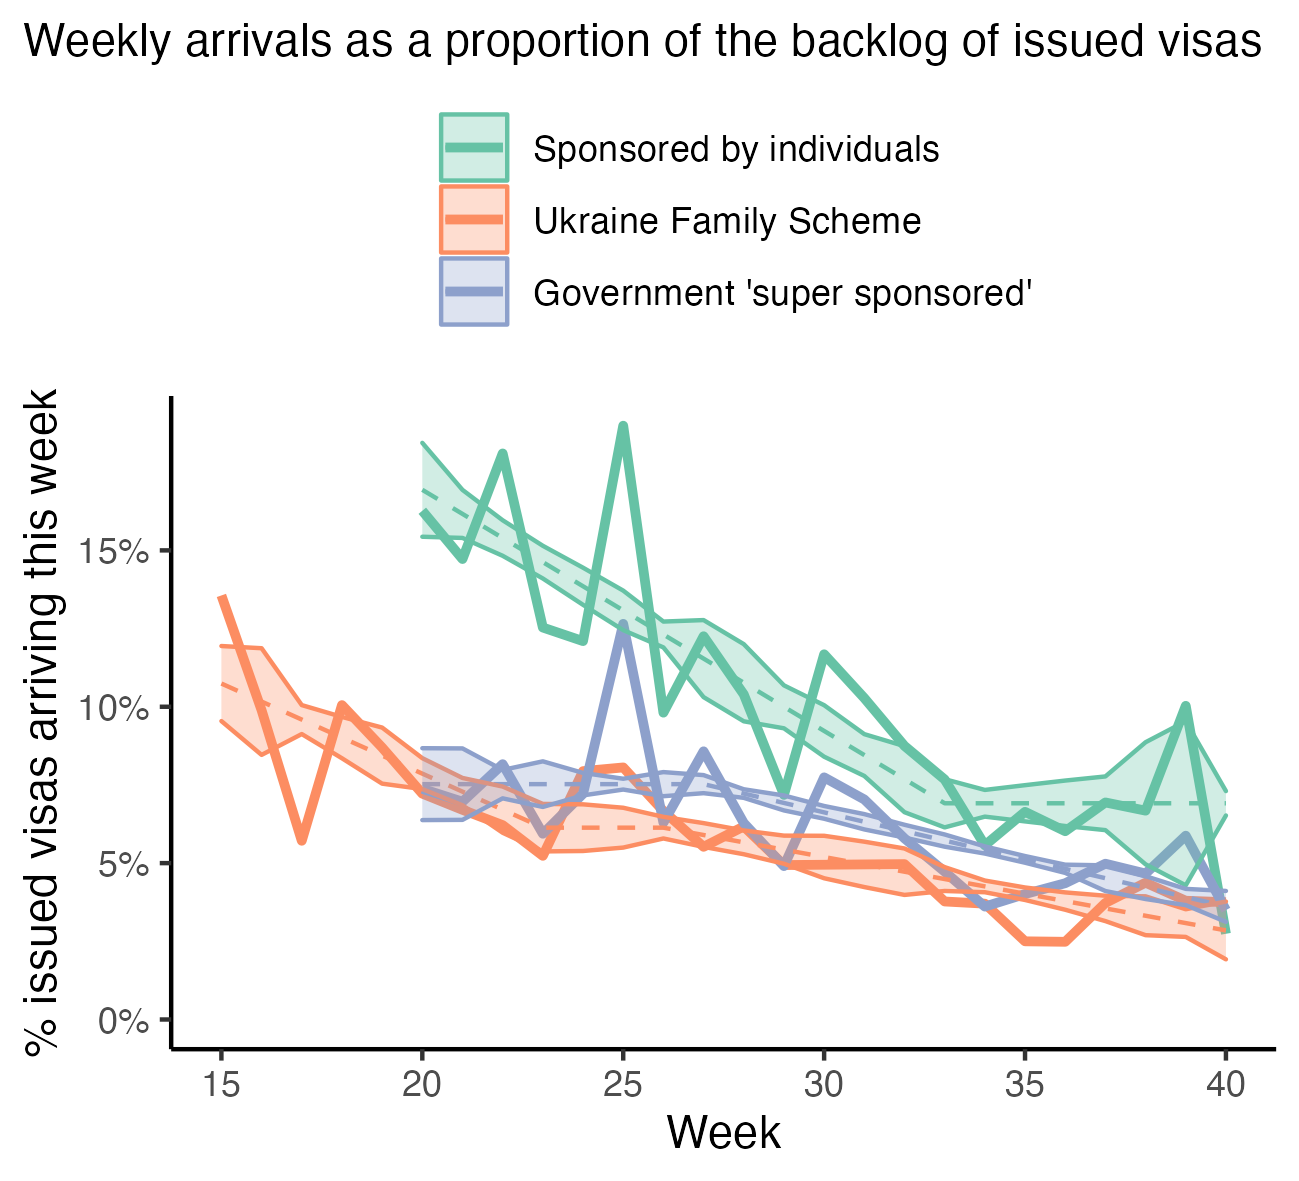 Weekly arrivals as a proportion of the backlog of issued visas
Sponsored by individuals
Ukraine Family Scheme
Government 'super sponsored'
% issued visas arriving this week
15%
10%
5%
0%
15 20 25 30 35 40
Week